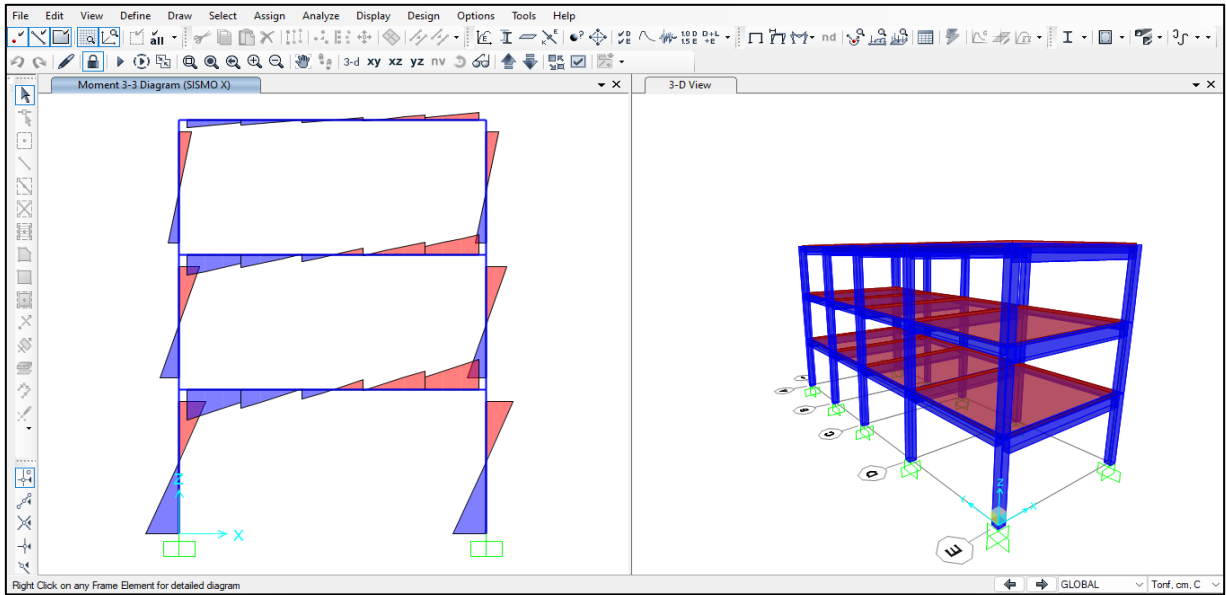 File Edit View Define Draw Select Assign Analyze Display Design Options Tools Help
all nd
3-d xy xz yz nv
Moment 3-3 Diagram (SISMO X)
3-D View
Z
X
A
B
C
D
E
Z
Y
X
Right Click on any Frame Element for detailed diagram
GLOBAL
Tonf, cm, C